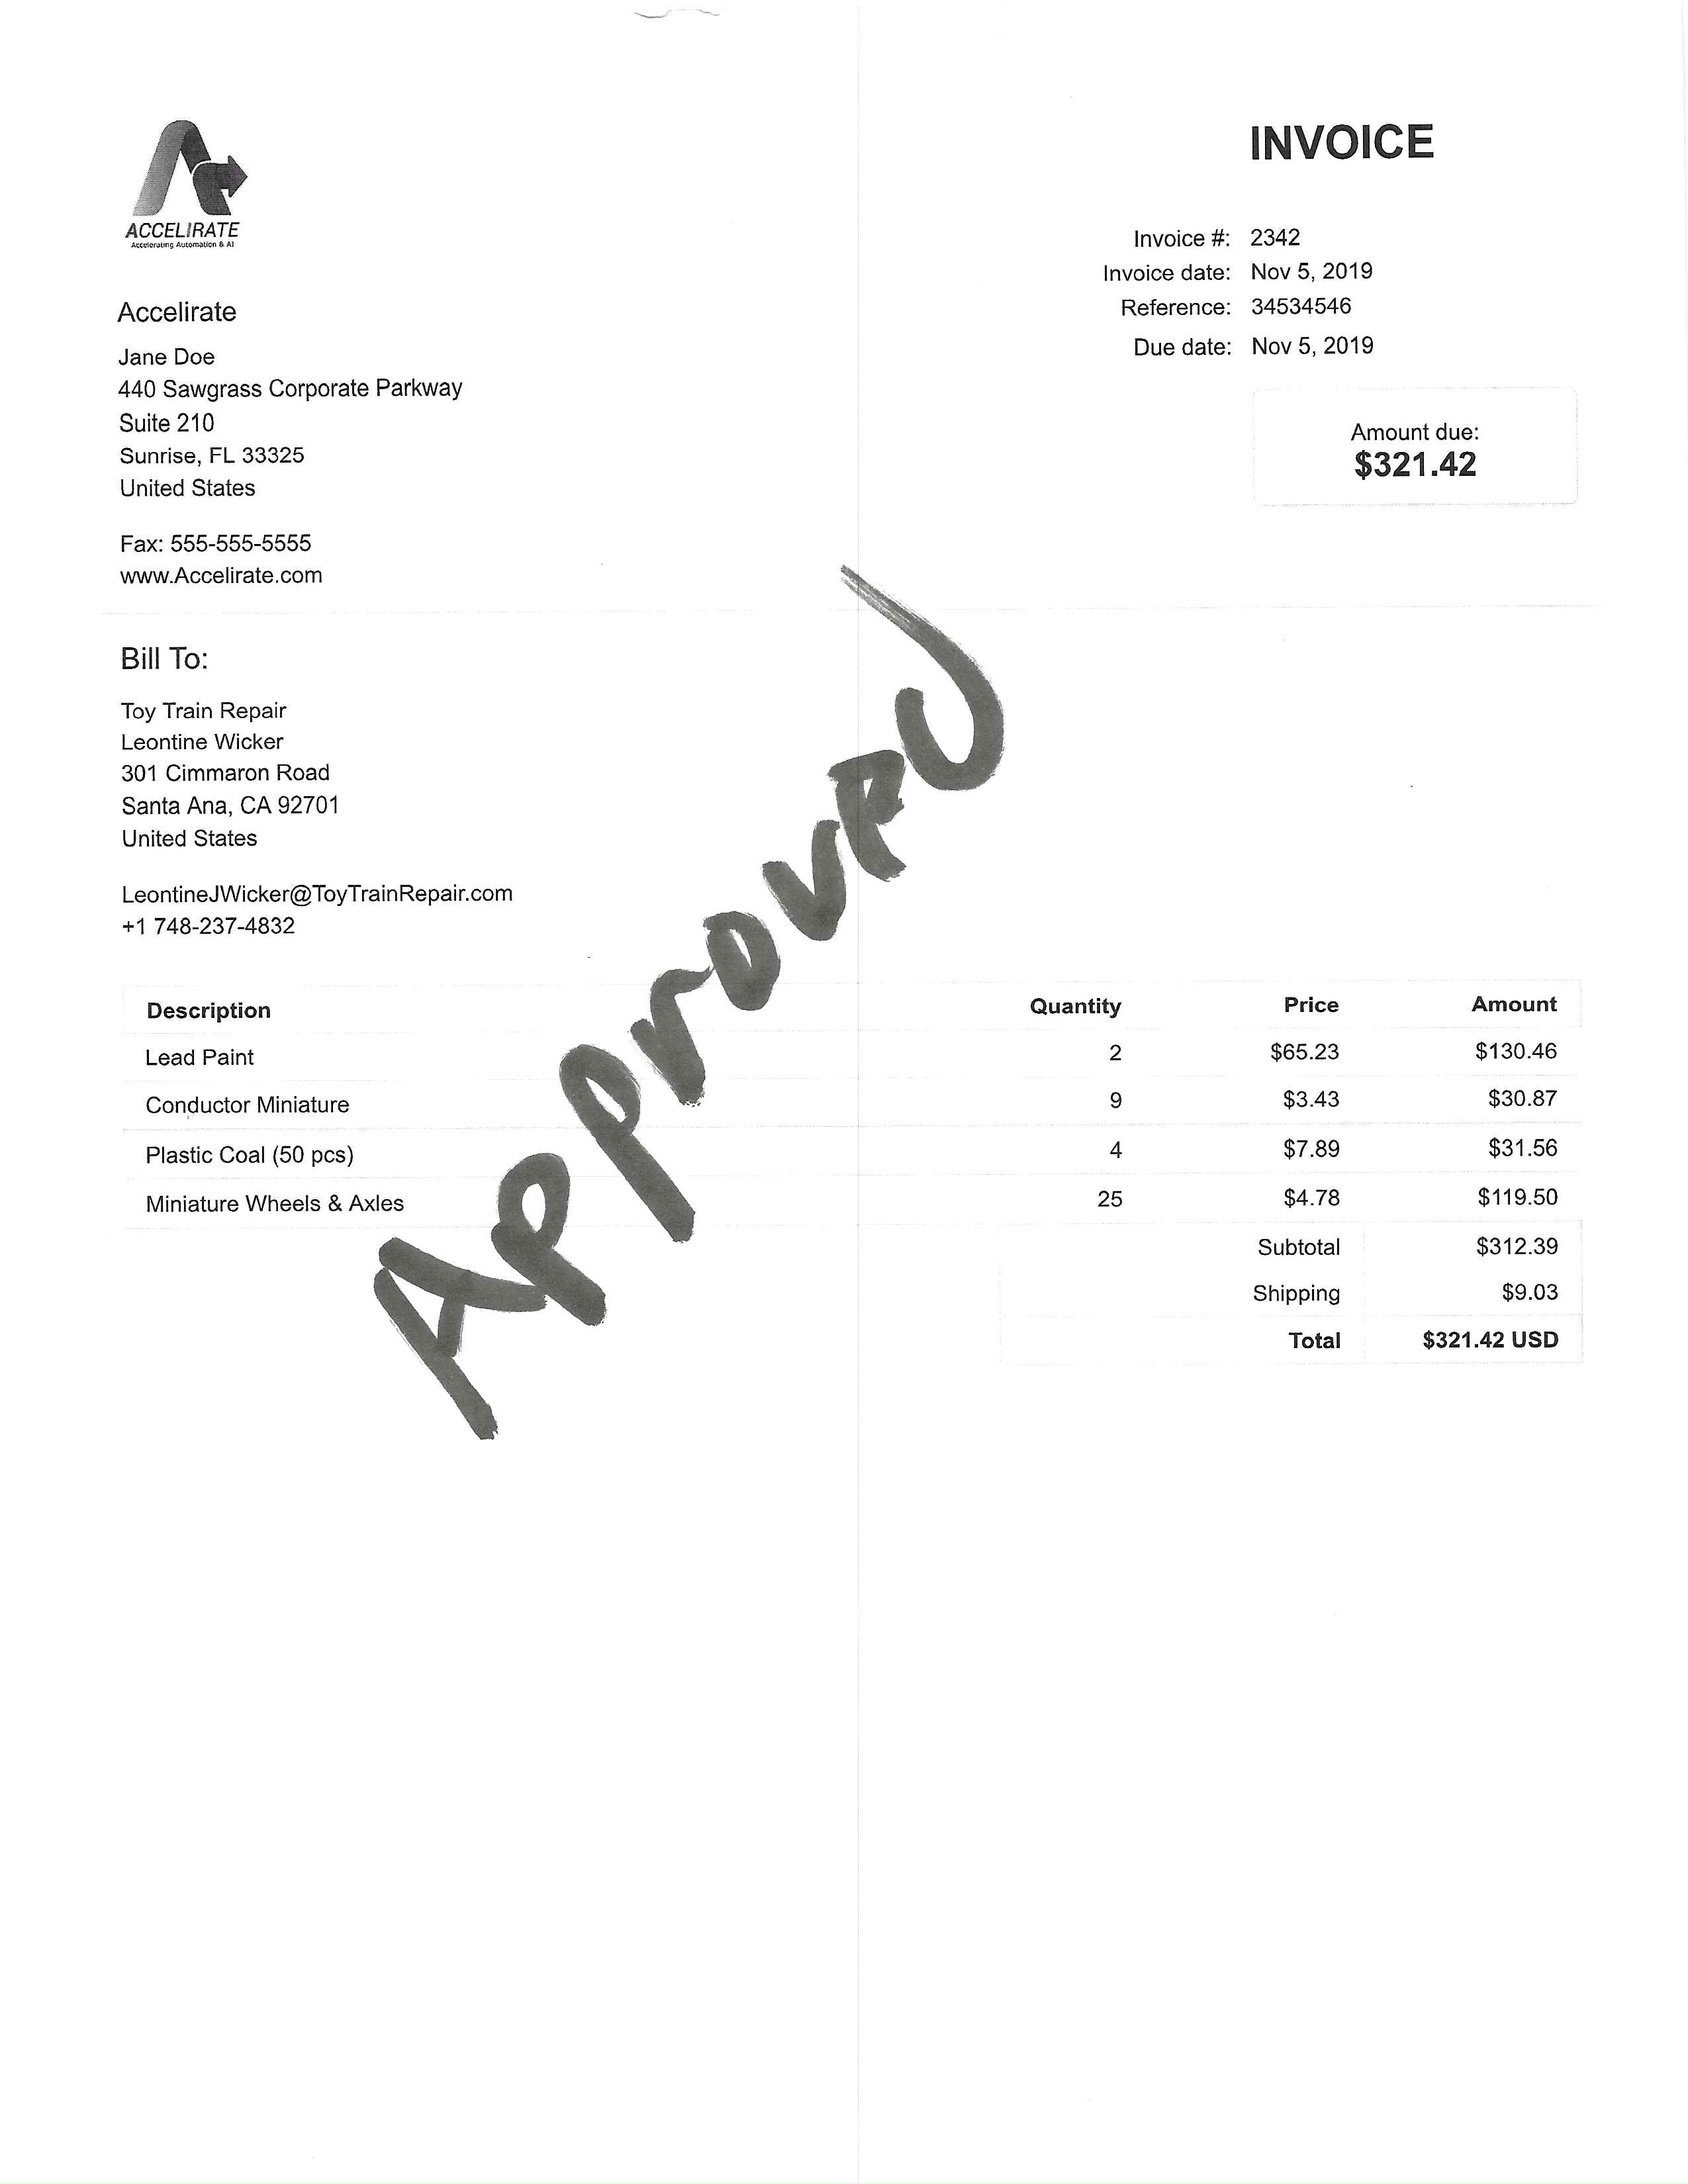 ACCELIRATE
Accelerating Automation & AI
INVOICE
Invoice #: 2342
Invoice date: Nov 5, 2019
Reference: 34534546
Due date: Nov 5, 2019
Amount due:
$321.42
Accelirate
Jane Doe
440 Sawgrass Corporate Parkway
Suite 210
Sunrise, FL 33325
United States
Fax: 555-555-5555
www.Accelirate.com
Bill To:
Toy Train Repair
Leontine Wicker
301 Cimmaron Road
Santa Ana, CA 92701
United States
LeontineJWicker@ToyTrainRepair.com
+1 748-237-4832
Approved
Description Quantity Price Amount
Lead Paint 2 $65.23 $130.46
Conductor Miniature 9 $3.43 $30.87
Plastic Coal (50 pcs) 4 $7.89 $31.56
Miniature Wheels & Axles 25 $4.78 $119.50
Subtotal $312.39
Shipping $9.03
Total $321.42 USD